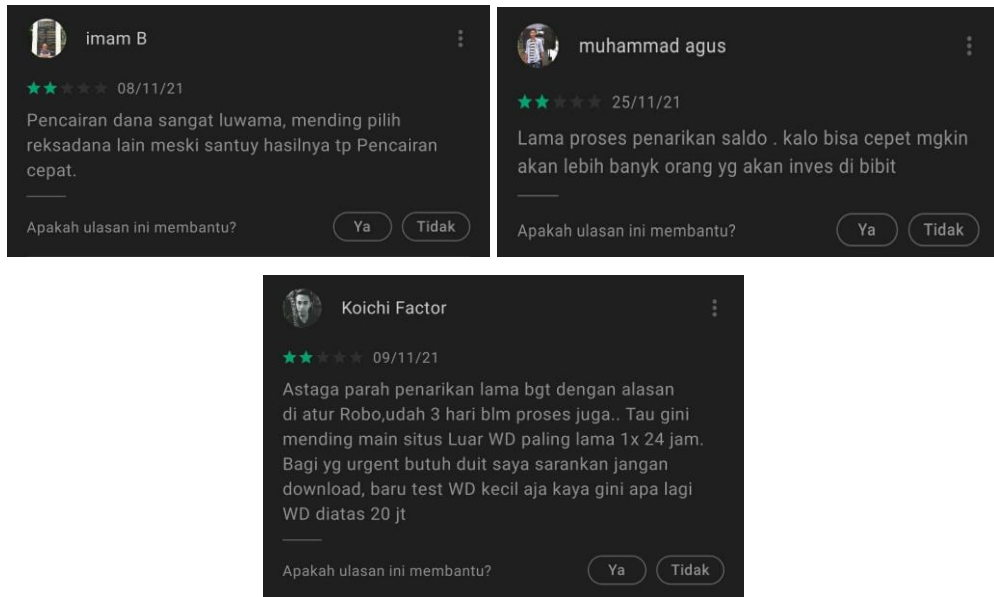 imam B
08/11/21
Pencairan dana sangat luwama, mending pilih
reksadana lain meski santuy hasilnya tp Pencairan
cepat.
Apakah ulasan ini membantu?
Ya
Tidak
muhammad agus
25/11/21
Lama proses penarikan saldo . kalo bisa cepet mgkin
akan lebih banyk orang yg akan inves di bibit
Apakah ulasan ini membantu?
Ya
Tidak
Koichi Factor
09/11/21
Astaga parah penarikan lama bgt dengan alasan
di atur Robo,udah 3 hari blm proses juga.. Tau gini
mending main situs Luar WD paling lama 1x 24 jam.
Bagi yg urgent butuh duit saya sarankan jangan
download, baru test WD kecil aja kaya gini apa lagi
WD diatas 20 jt
Apakah ulasan ini membantu?
Ya
Tidak